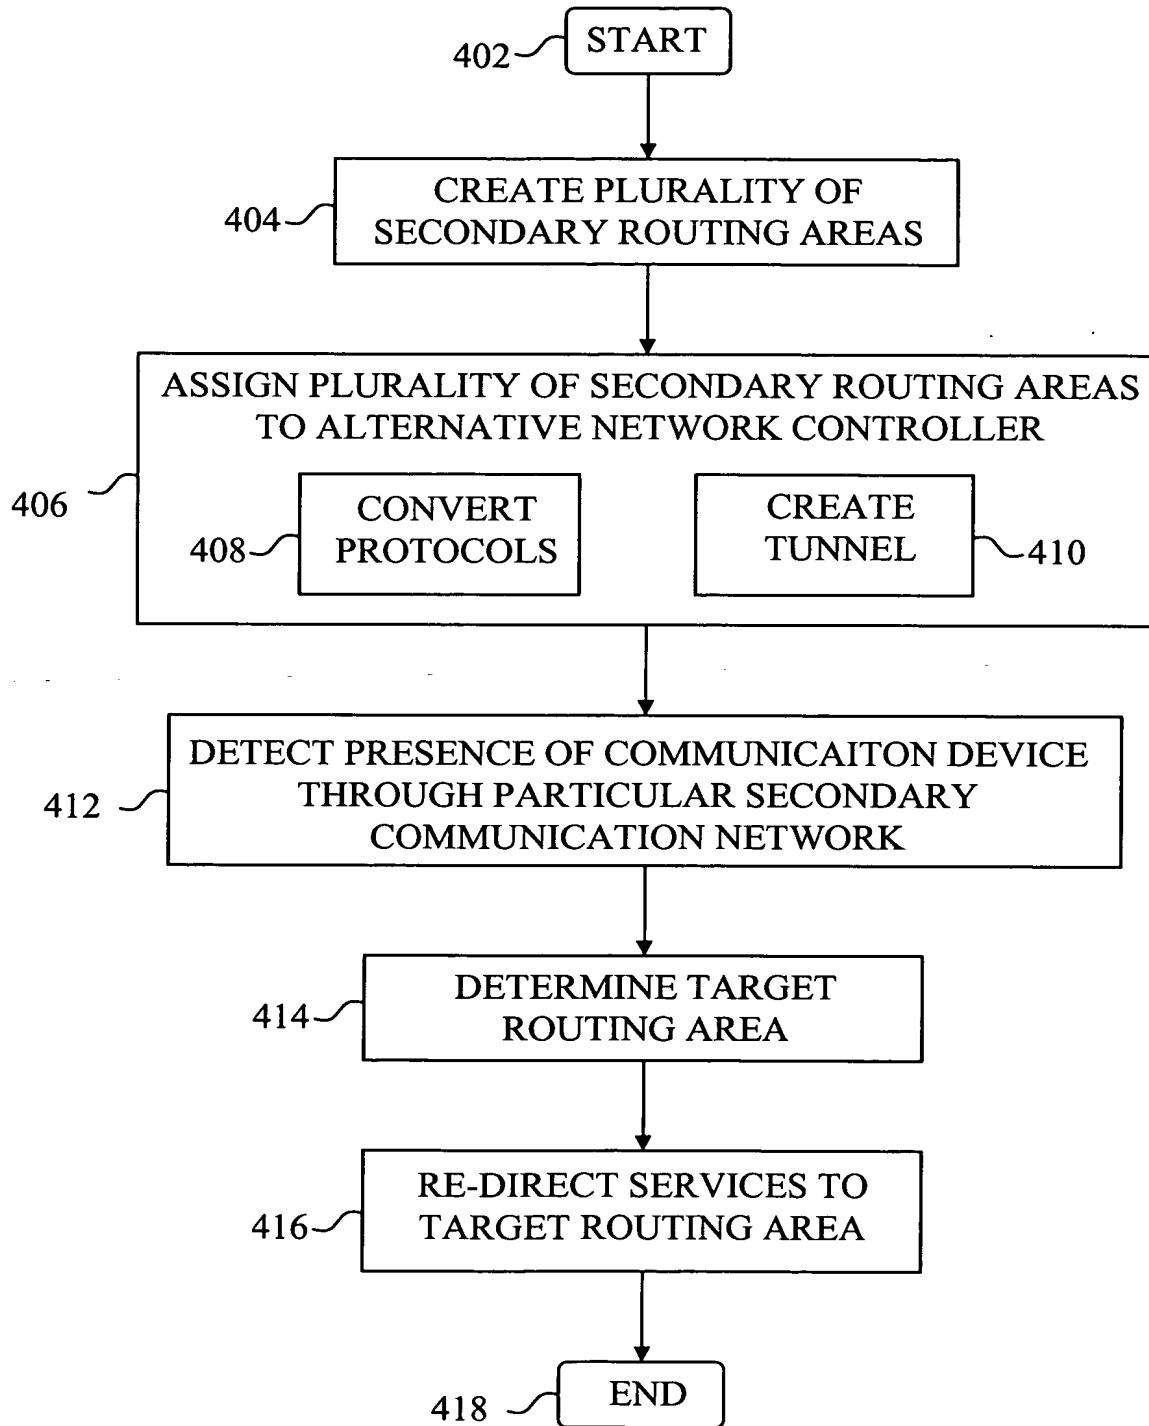 402
START
404
CREATE PLURALITY OF
SECONDARY ROUTING AREAS
406
ASSIGN PLURALITY OF SECONDARY ROUTING AREAS
TO ALTERNATIVE NETWORK CONTROLLER
408
CONVERT
PROTOCOLS
CREATE
TUNNEL
410
412
DETECT PRESENCE OF COMMUNICAITON DEVICE
THROUGH PARTICULAR SECONDARY
COMMUNICATION NETWORK
414
DETERMINE TARGET
ROUTING AREA
416
RE-DIRECT SERVICES TO
TARGET ROUTING AREA
418
END